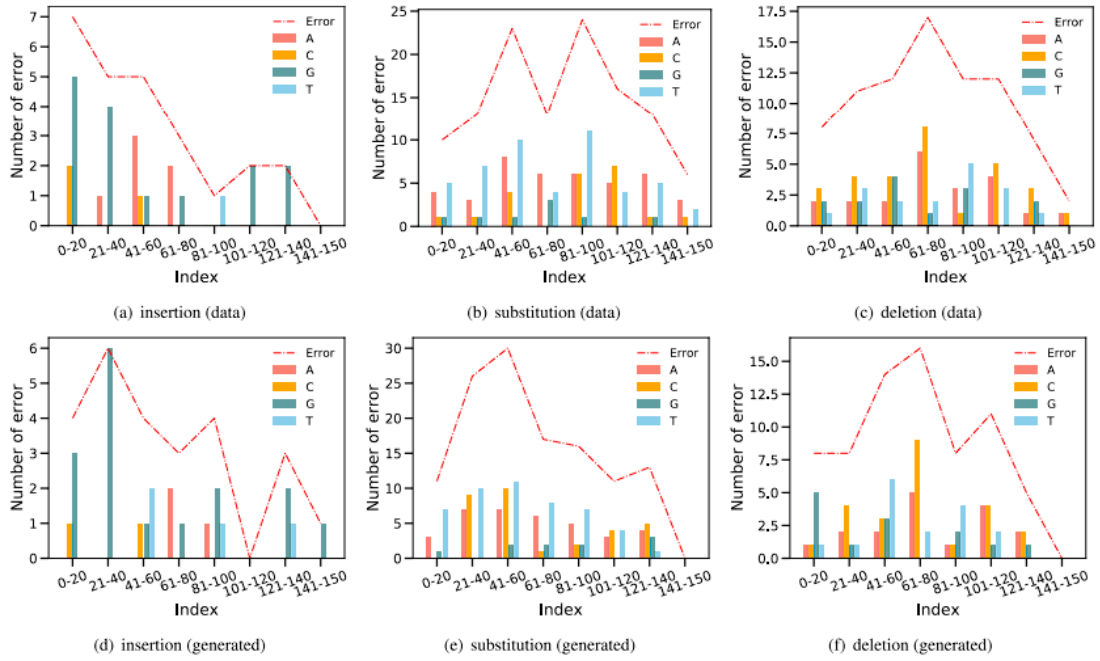 7
6
5
4
3
2
1
0
Number of error
Error
A
C
G
T
0-20
21-40
41-60
61-80
81-100
101-120
121-140
141-150
Index
(a) insertion (data)
25
20
15
10
5
0
Number of error
Error
A
C
G
T
0-20
21-40
41-60
61-80
81-100
101-120
121-140
141-150
Index
(b) substitution (data)
17.5
15.0
12.5
10.0
7.5
5.0
2.5
0.0
Number of error
Error
A
C
G
T
0-20
21-40
41-60
61-80
81-100
101-120
121-140
141-150
Index
(c) deletion (data)
6
5
4
3
2
1
0
Number of error
Error
A
C
G
T
0-20
21-40
41-60
61-80
81-100
101-120
121-140
141-150
Index
(d) insertion (generated)
30
25
20
15
10
5
0
Number of error
Error
A
C
G
T
0-20
21-40
41-60
61-80
81-100
101-120
121-140
141-150
Index
(e) substitution (generated)
15.0
12.5
10.0
7.5
5.0
2.5
0.0
Number of error
Error
A
C
G
T
0-20
21-40
41-60
61-80
81-100
101-120
121-140
141-150
Index
(f) deletion (generated)